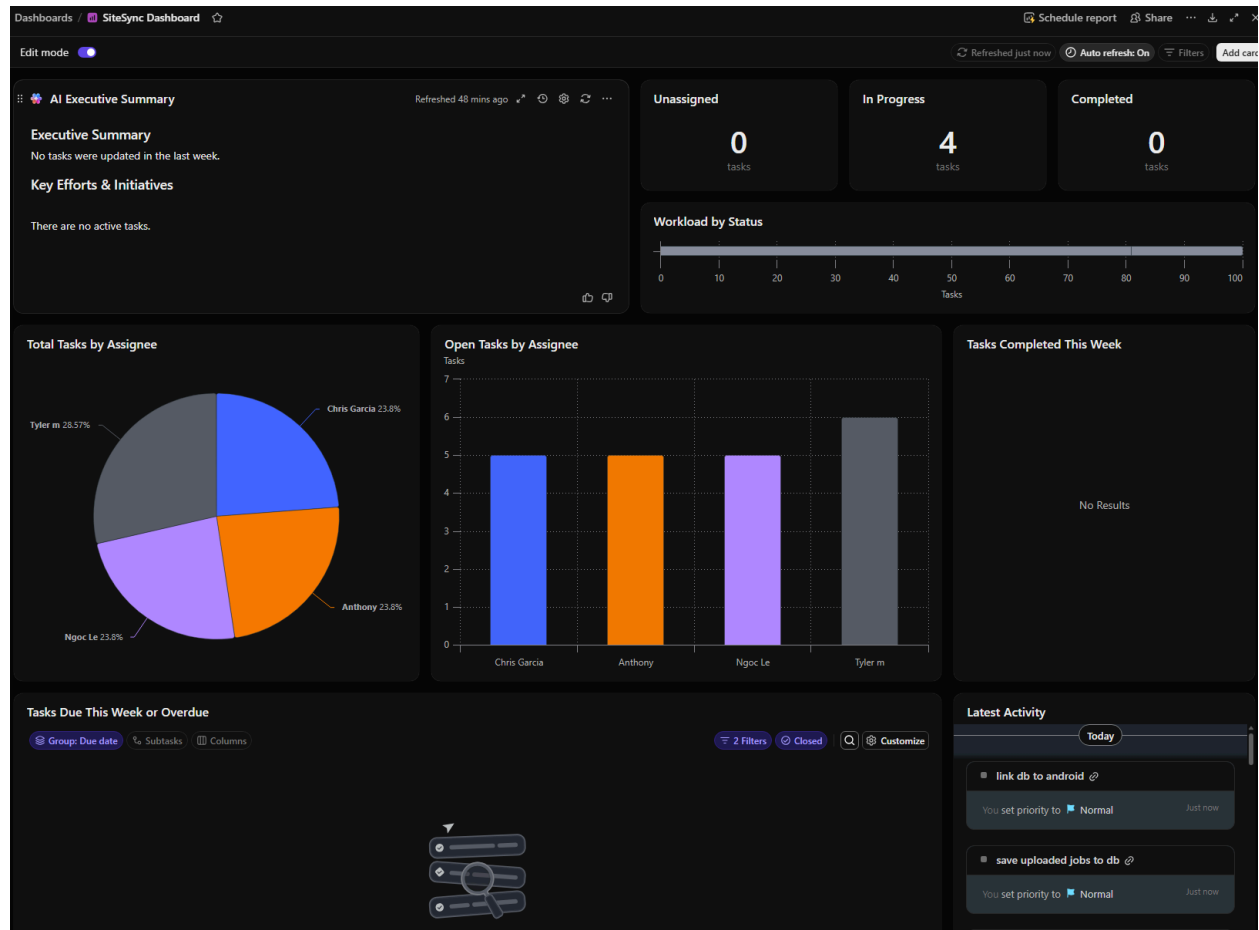 Dashboards / SiteSync Dashboard
Schedule report Share
Edit mode
Refreshed just now Auto refresh: On Filters Add card
AI Executive Summary
Refreshed 48 mins ago
Executive Summary
No tasks were updated in the last week.
Key Efforts & Initiatives
There are no active tasks.
Unassigned
0
tasks
In Progress
4
tasks
Completed
0
tasks
Workload by Status
0 10 20 30 40 50 60 70 80 90 100
Tasks
Total Tasks by Assignee
Chris Garcia 23.8%
Tyler m 28.57%
Anthony 23.8%
Ngoc Le 23.8%
Open Tasks by Assignee
Tasks
7
6
5
4
3
2
1
0
Chris Garcia Anthony Ngoc Le Tyler m
Tasks Completed This Week
No Results
Tasks Due This Week or Overdue
Group: Due date Subtasks Columns
2 Filters Closed Customize
Latest Activity
Today
link db to android
You set priority to Normal Just now
save uploaded jobs to db
You set priority to Normal Just now